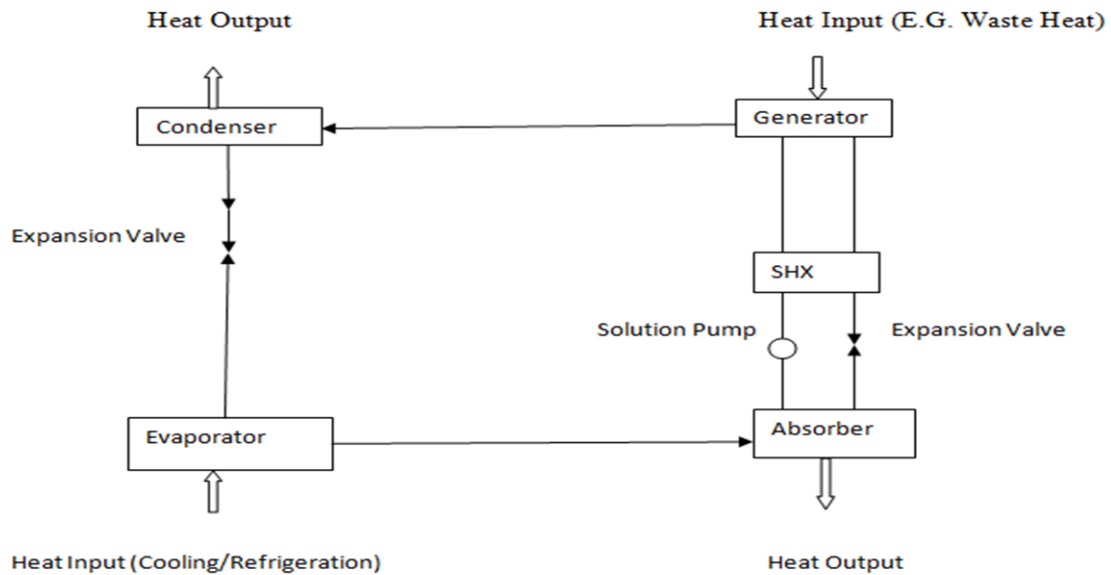 Heat Output
Heat Input (E.G. Waste Heat)
Condenser
Generator
Expansion Valve
SHX
Solution Pump
Expansion Valve
Evaporator
Absorber
Heat Input (Cooling/Refrigeration)
Heat Output